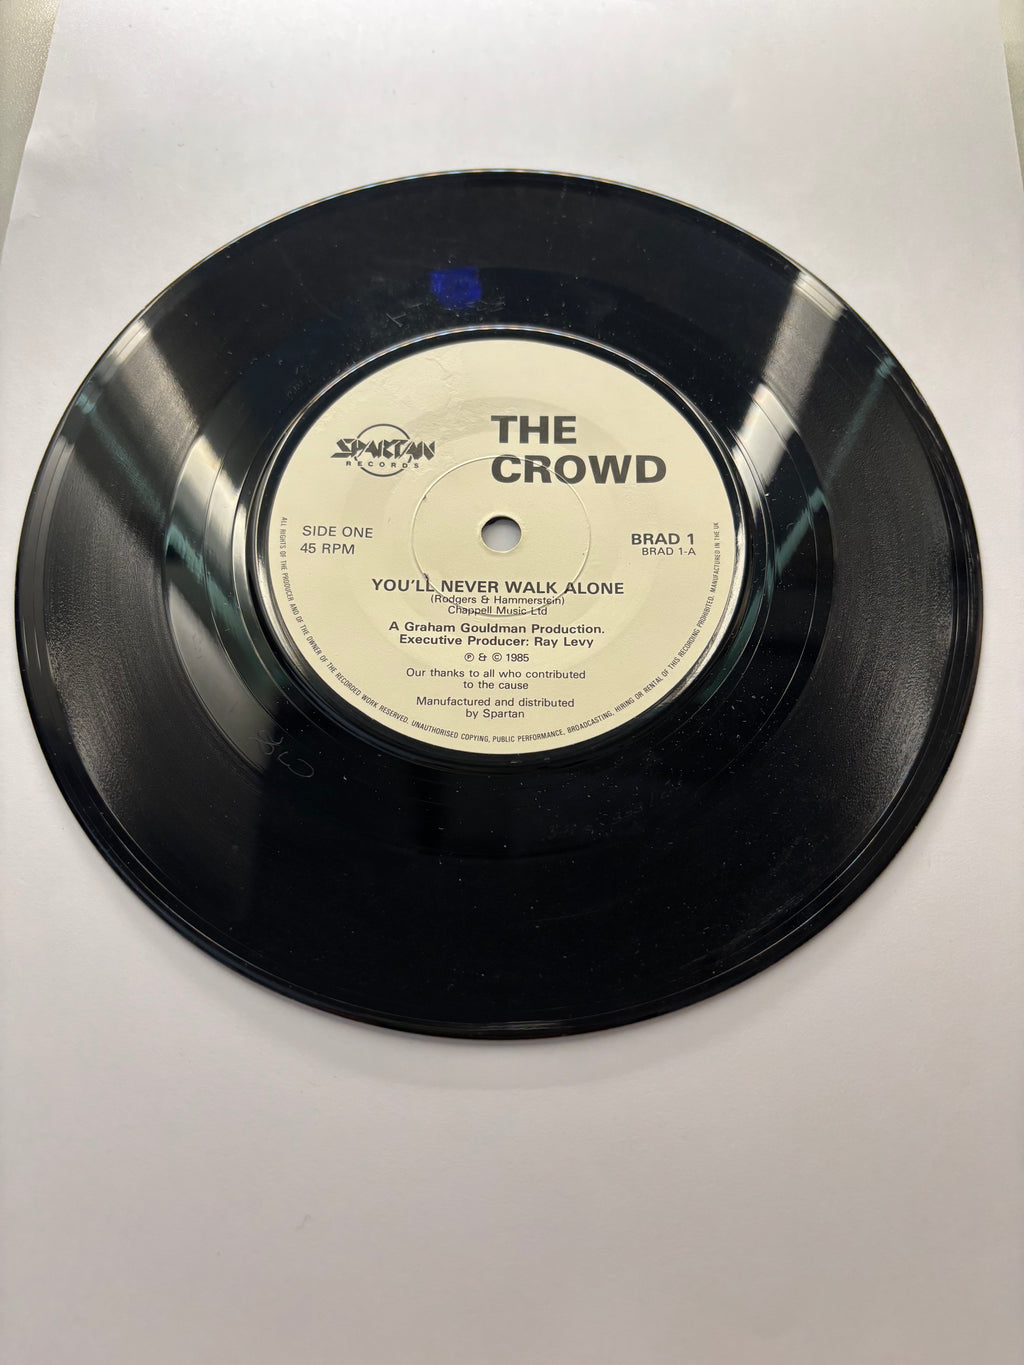 SPARTAN
RECORDS
THE
CROWD
SIDE ONE
45 RPM
BRAD 1
BRAD 1-A
YOU'LL NEVER WALK ALONE
(Rodgers & Hammerstein)
Chappell Music Ltd
A Graham Gouldman Production.
Executive Producer: Ray Levy
℗ & © 1985
Our thanks to all who contributed
to the cause
Manufactured and distributed
by Spartan
ALL RIGHTS OF THE PRODUCER AND OF THE OWNER OF THE RECORDED WORK RESERVED. UNAUTHORISED COPYING, PUBLIC PERFORMANCE, BROADCASTING, HIRING OR RENTAL OF THIS RECORDING PROHIBITED. MANUFACTURED IN THE UK